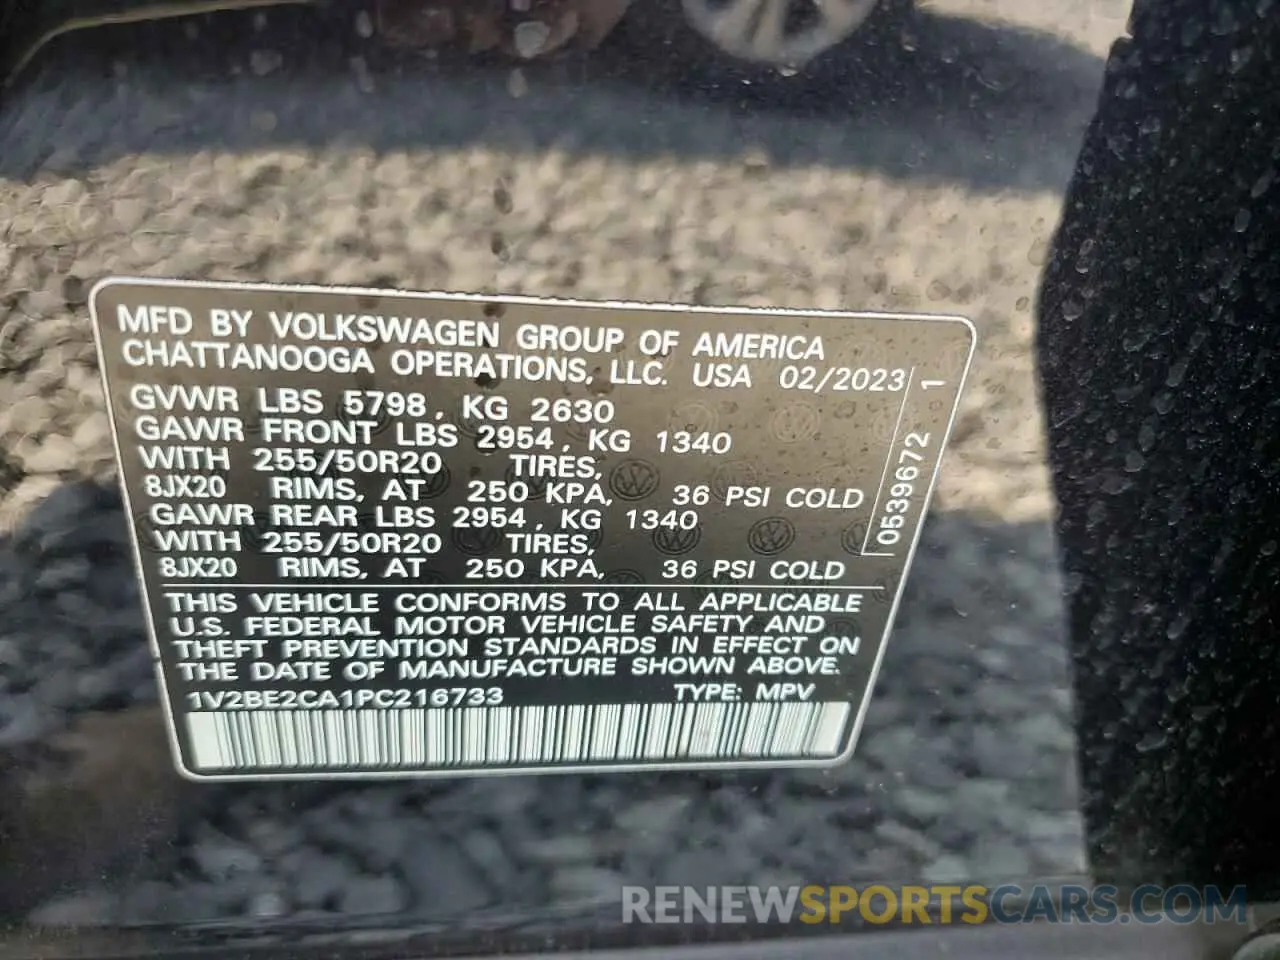 MFD BY VOLKSWAGEN GROUP OF AMERICA
CHATTANOOGA OPERATIONS, LLC. USA 02/2023
GVWR LBS 5798, KG 2630
GAWR FRONT LBS 2954, KG 1340
WITH 255/50R20 TIRES,
8JX20 RIMS, AT 250 KPA, 36 PSI COLD
GAWR REAR LBS 2954, KG 1340
WITH 255/50R20 TIRES,
8JX20 RIMS, AT 250 KPA, 36 PSI COLD
0539672 1
THIS VEHICLE CONFORMS TO ALL APPLICABLE
U.S. FEDERAL MOTOR VEHICLE SAFETY AND
THEFT PREVENTION STANDARDS IN EFFECT ON
THE DATE OF MANUFACTURE SHOWN ABOVE.
1V2BE2CA1PC216733 TYPE: MPV
RENEWSPORTSCARS.COM